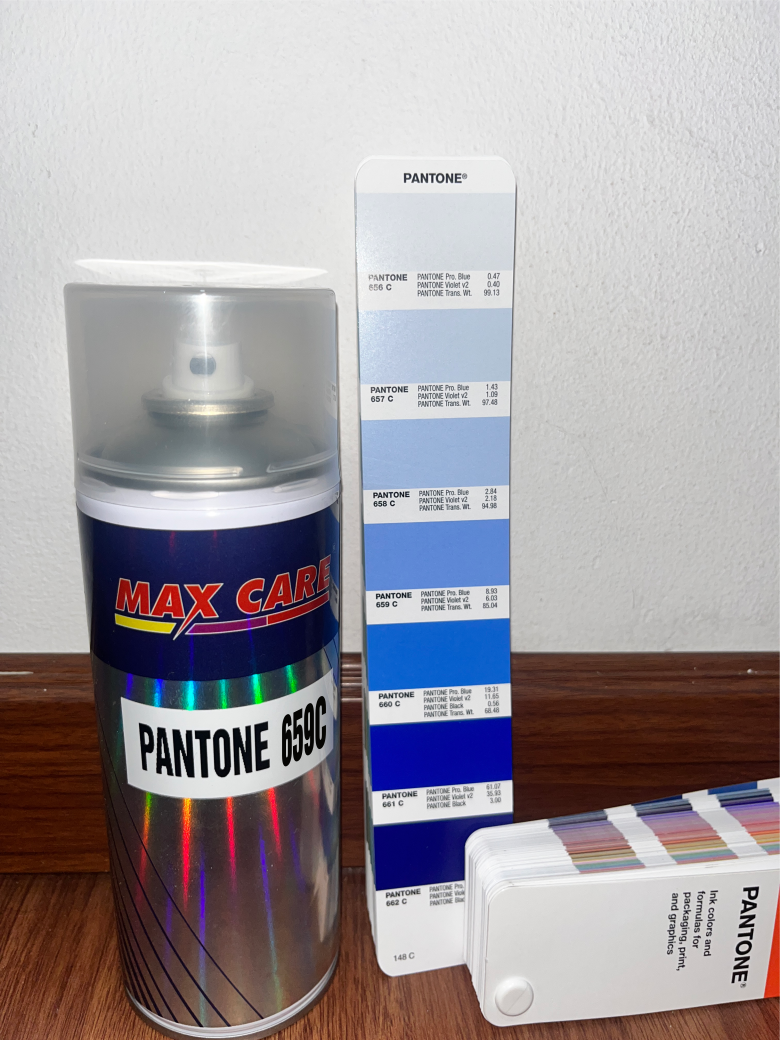 MAX CARE
PANTONE 659C
PANTONE®
PANTONE 656 C
PANTONE Pro. Blue 0.47
PANTONE Violet v2 0.40
PANTONE Trans. Wt. 99.13
PANTONE 657 C
PANTONE Pro. Blue 1.43
PANTONE Violet v2 1.09
PANTONE Trans. Wt. 97.48
PANTONE 658 C
PANTONE Pro. Blue 2.84
PANTONE Violet v2 2.18
PANTONE Trans. Wt. 94.98
PANTONE 659 C
PANTONE Pro. Blue 8.93
PANTONE Violet v2 6.03
PANTONE Trans. Wt. 85.04
PANTONE 660 C
PANTONE Pro. Blue 19.31
PANTONE Violet v2 11.65
PANTONE Black 0.56
PANTONE Trans. Wt. 68.48
PANTONE 661 C
PANTONE Pro. Blue 61.07
PANTONE Violet v2 35.93
PANTONE Black 3.00
PANTONE 662 C
PANTONE Pro.
PANTONE
PANTONE
148 C
PANTONE®
Ink colors and
formulas for
packaging, print,
and graphics